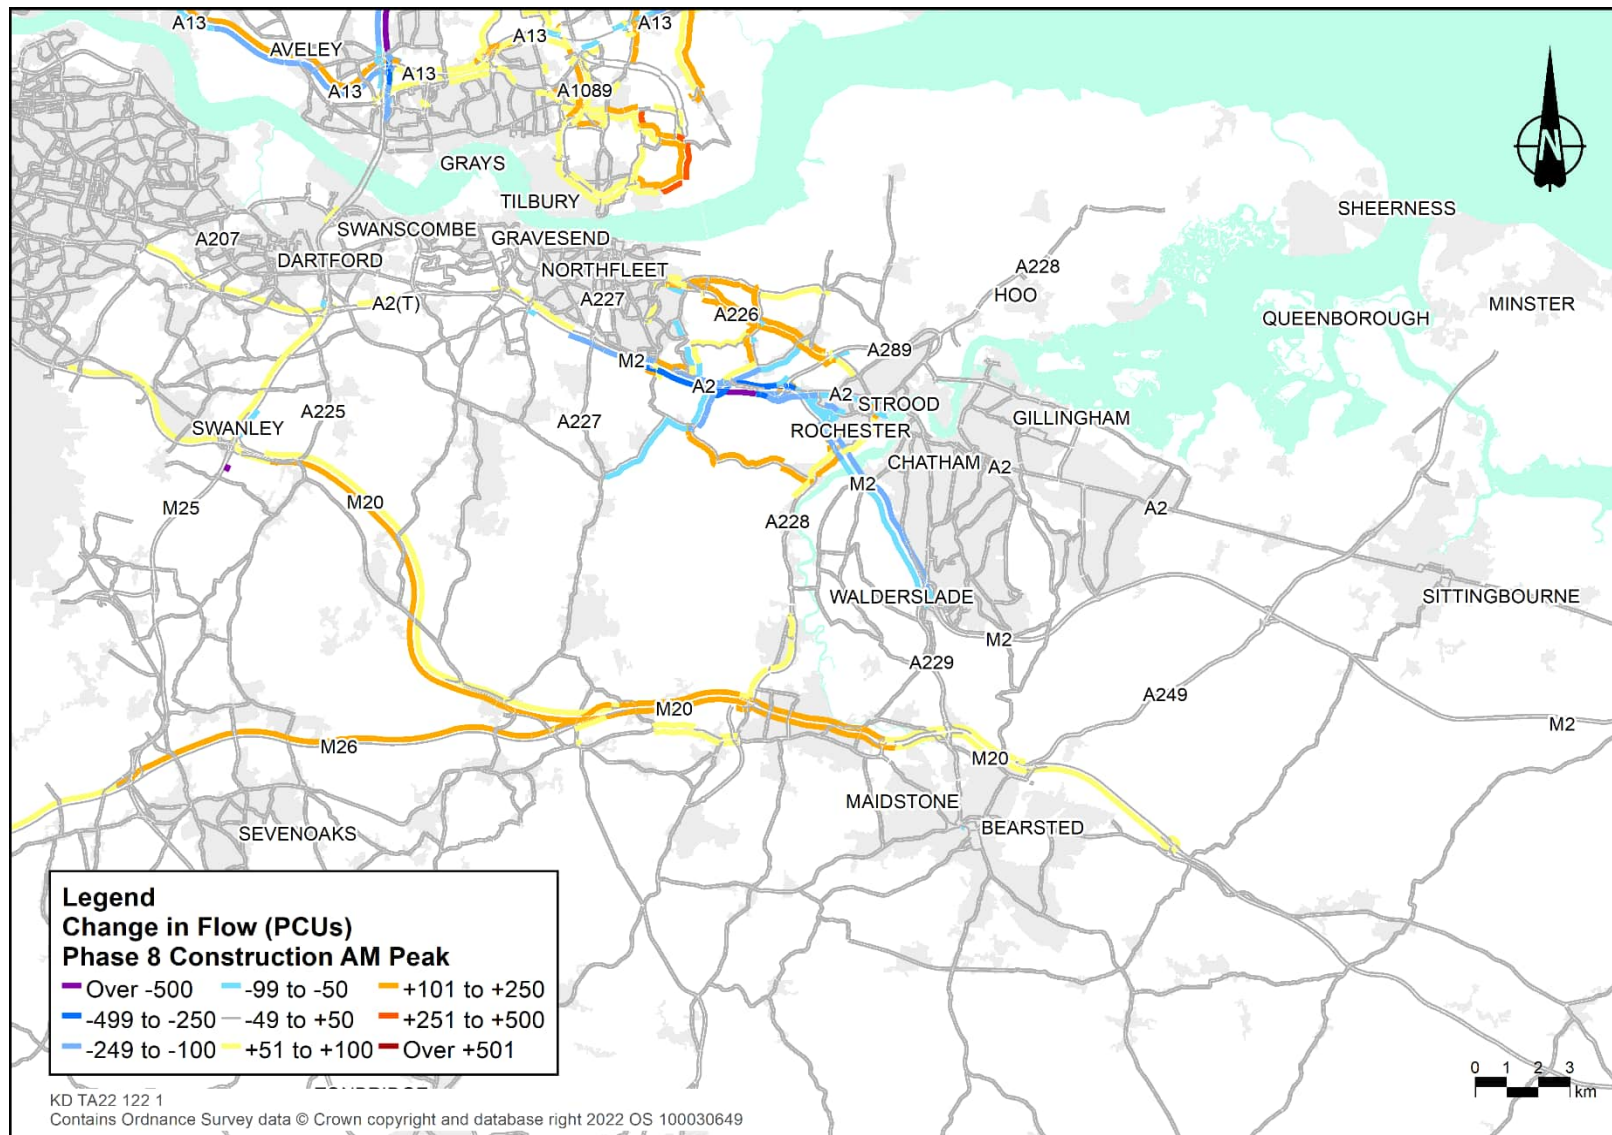 A13
A13
A13
AVELEY
A13
A13
A1089
GRAYS
TILBURY
SHEERNESS
SWANSCOMBE
A207
GRAVESEND
DARTFORD
NORTHFLEET
A228
HOO
A227
A2(T)
MINSTER
A226
QUEENBOROUGH
A289
M2
A2
A2
STROOD
A225
GILLINGHAM
A227
SWANLEY
ROCHESTER
CHATHAM
A2
M2
M20
M25
A2
A228
WALDERSLADE
SITTINGBOURNE
M2
A229
A249
M20
M2
M26
M20
MAIDSTONE
BEARSTED
SEVENOAKS
N
Legend
Change in Flow (PCUs)
Phase 8 Construction AM Peak
Over -500 -99 to -50 +101 to +250
-499 to -250 -49 to +50 +251 to +500
-249 to -100 +51 to +100 Over +501
0 1 2 3
km
KD TA22 122 1
Contains Ordnance Survey data © Crown copyright and database right 2022 OS 100030649